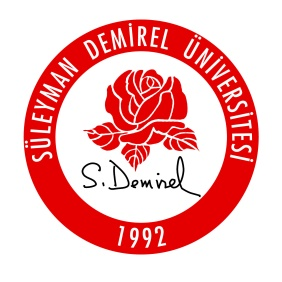 SÜLEYMAN DEMİREL ÜNİVERSİTESİ
S. Demirel
1992